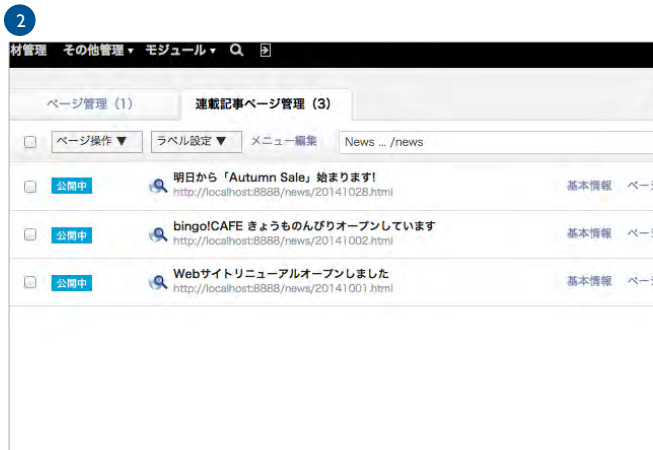 2
材管理 その他管理▼ モジュール▼
ページ管理 (1) 連載記事ページ管理 (3)
ページ操作 ▼ ラベル設定 ▼ メニュー編集 News ... /news
公開中 明日から「Autumn Sale」始まります! 基本情報 ペー
http://localhost:8888/news/20141028.html
公開中 bingo!CAFE きょうものんびりオープンしています 基本情報 ペー
http://localhost:8888/news/20141002.html
公開中 Webサイトリニューアルオープンしました 基本情報 ペー
http://localhost:8888/news/20141001.html